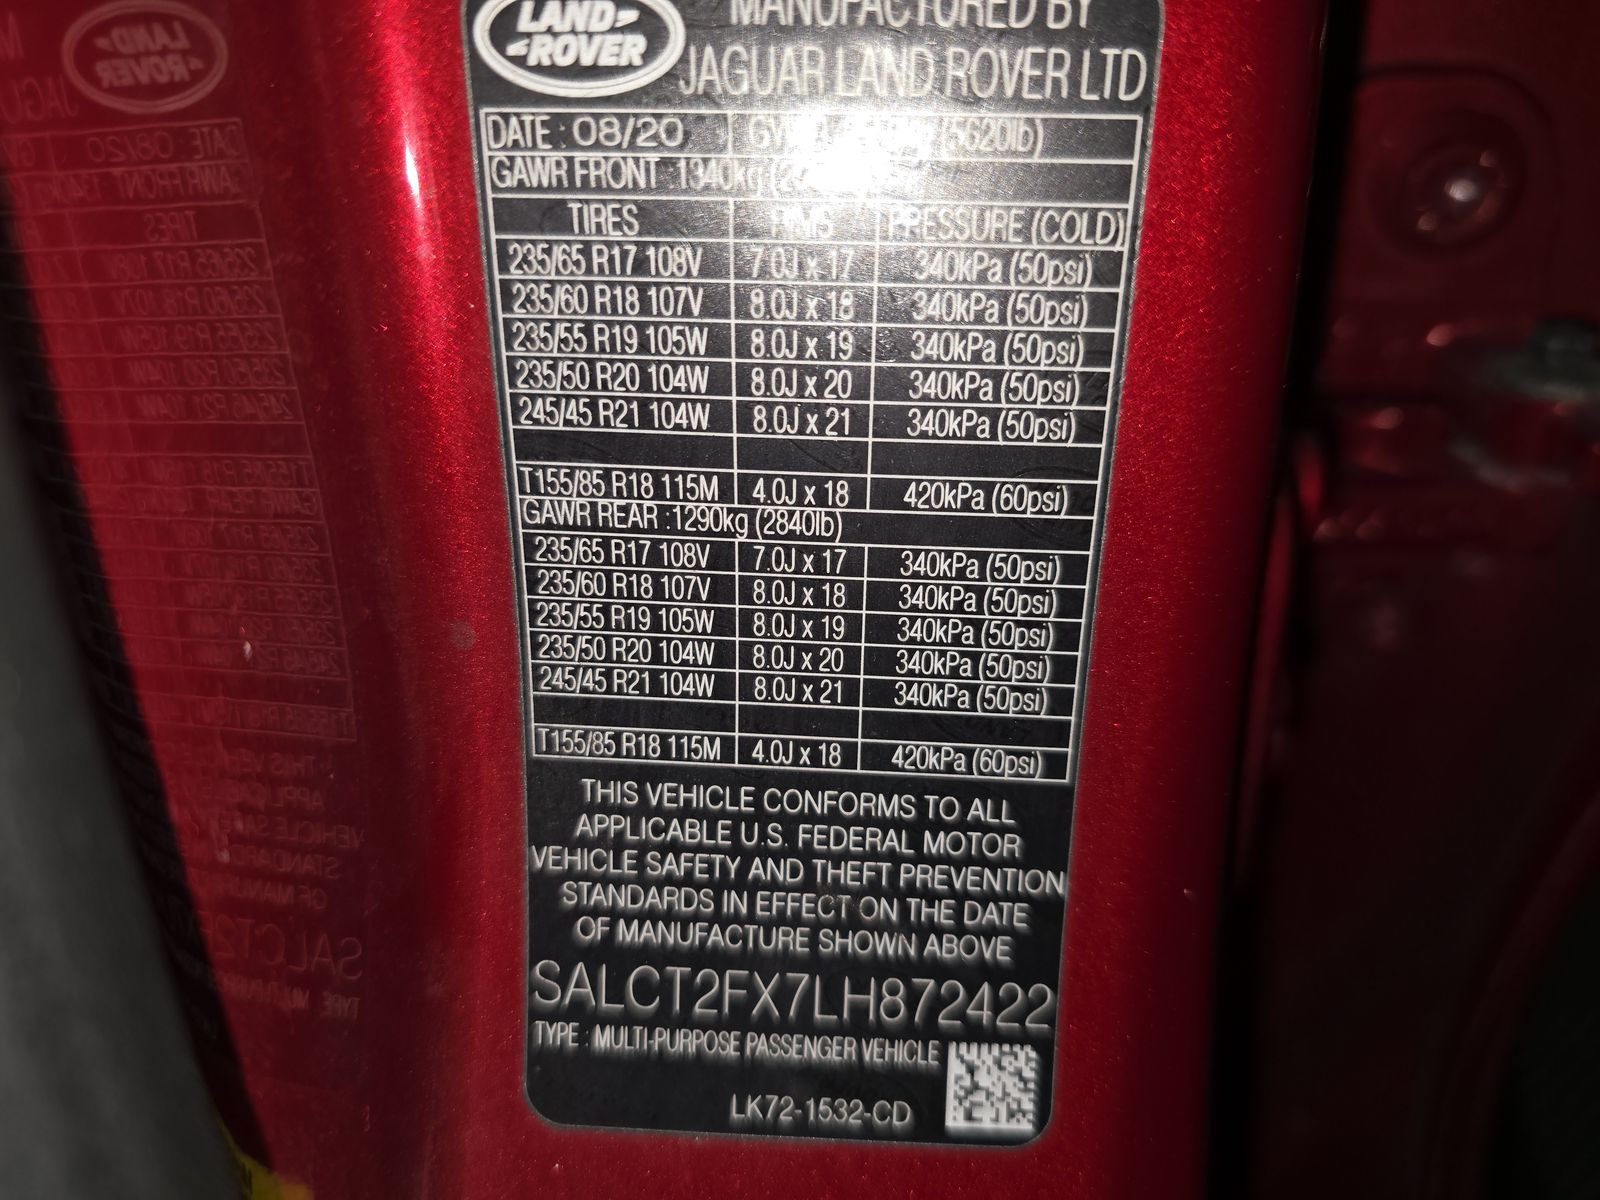 LAND-
-ROVER
MANUFACTURED BY
JAGUAR LAND ROVER LTD
DATE : 08/20 (5620lb)
GAWR FRONT :1340kg
TIRES RIMS PRESSURE (COLD)
235/65 R17 108V 7.0J x 17 340kPa (50psi)
235/60 R18 107V 8.0J x 18 340kPa (50psi)
235/55 R19 105W 8.0J x 19 340kPa (50psi)
235/50 R20 104W 8.0J x 20 340kPa (50psi)
245/45 R21 104W 8.0J x 21 340kPa (50psi)
T155/85 R18 115M 4.0J x 18 420kPa (60psi)
GAWR REAR :1290kg (2840lb)
235/65 R17 108V 7.0J x 17 340kPa (50psi)
235/60 R18 107V 8.0J x 18 340kPa (50psi)
235/55 R19 105W 8.0J x 19 340kPa (50psi)
235/50 R20 104W 8.0J x 20 340kPa (50psi)
245/45 R21 104W 8.0J x 21 340kPa (50psi)
T155/85 R18 115M 4.0J x 18 420kPa (60psi)
THIS VEHICLE CONFORMS TO ALL
APPLICABLE U.S. FEDERAL MOTOR
VEHICLE SAFETY AND THEFT PREVENTION
STANDARDS IN EFFECT ON THE DATE
OF MANUFACTURE SHOWN ABOVE
SALCT2FX7LH872422
TYPE : MULTI-PURPOSE PASSENGER VEHICLE
LK72-1532-CD